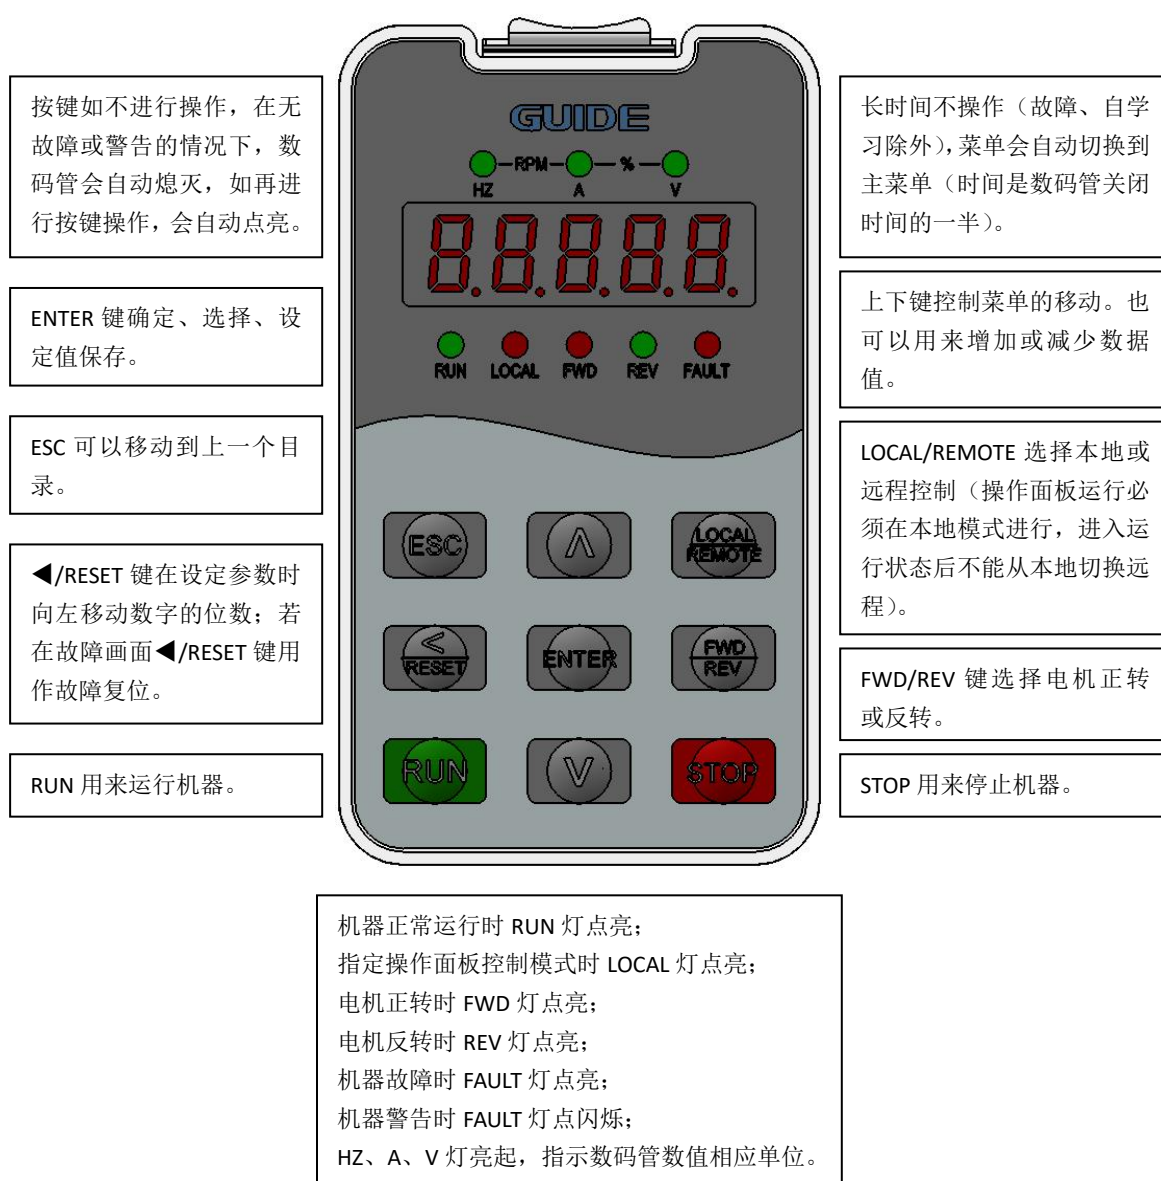 按键如不进行操作，在无
故障或警告的情况下，数
码管会自动熄灭，如再进
行按键操作，会自动点亮。
ENTER 键确定、选择、设
定值保存。
ESC 可以移动到上一个目
录。
◀/RESET 键在设定参数时
向左移动数字的位数；若
在故障画面◀/RESET 键用
作故障复位。
RUN 用来运行机器。
GUIDE
RPM %
HZ A V
8.8.8.8.8.
RUN LOCAL FWD REV FAULT
ESC ∧ LOCAL
REMOTE
< FWD
RESET ENTER REV
RUN ∨ STOP
长时间不操作（故障、自学
习除外），菜单会自动切换到
主菜单（时间是数码管关闭
时间的一半）。
上下键控制菜单的移动。也
可以用来增加或减少数据
值。
LOCAL/REMOTE 选择本地或
远程控制（操作面板运行必
须在本地模式进行，进入运
行状态后不能从本地切换远
程）。
FWD/REV 键选择电机正转
或反转。
STOP 用来停止机器。
机器正常运行时 RUN 灯点亮；
指定操作面板控制模式时 LOCAL 灯点亮；
电机正转时 FWD 灯点亮；
电机反转时 REV 灯点亮；
机器故障时 FAULT 灯点亮；
机器警告时 FAULT 灯点闪烁；
HZ、A、V 灯亮起，指示数码管数值相应单位。